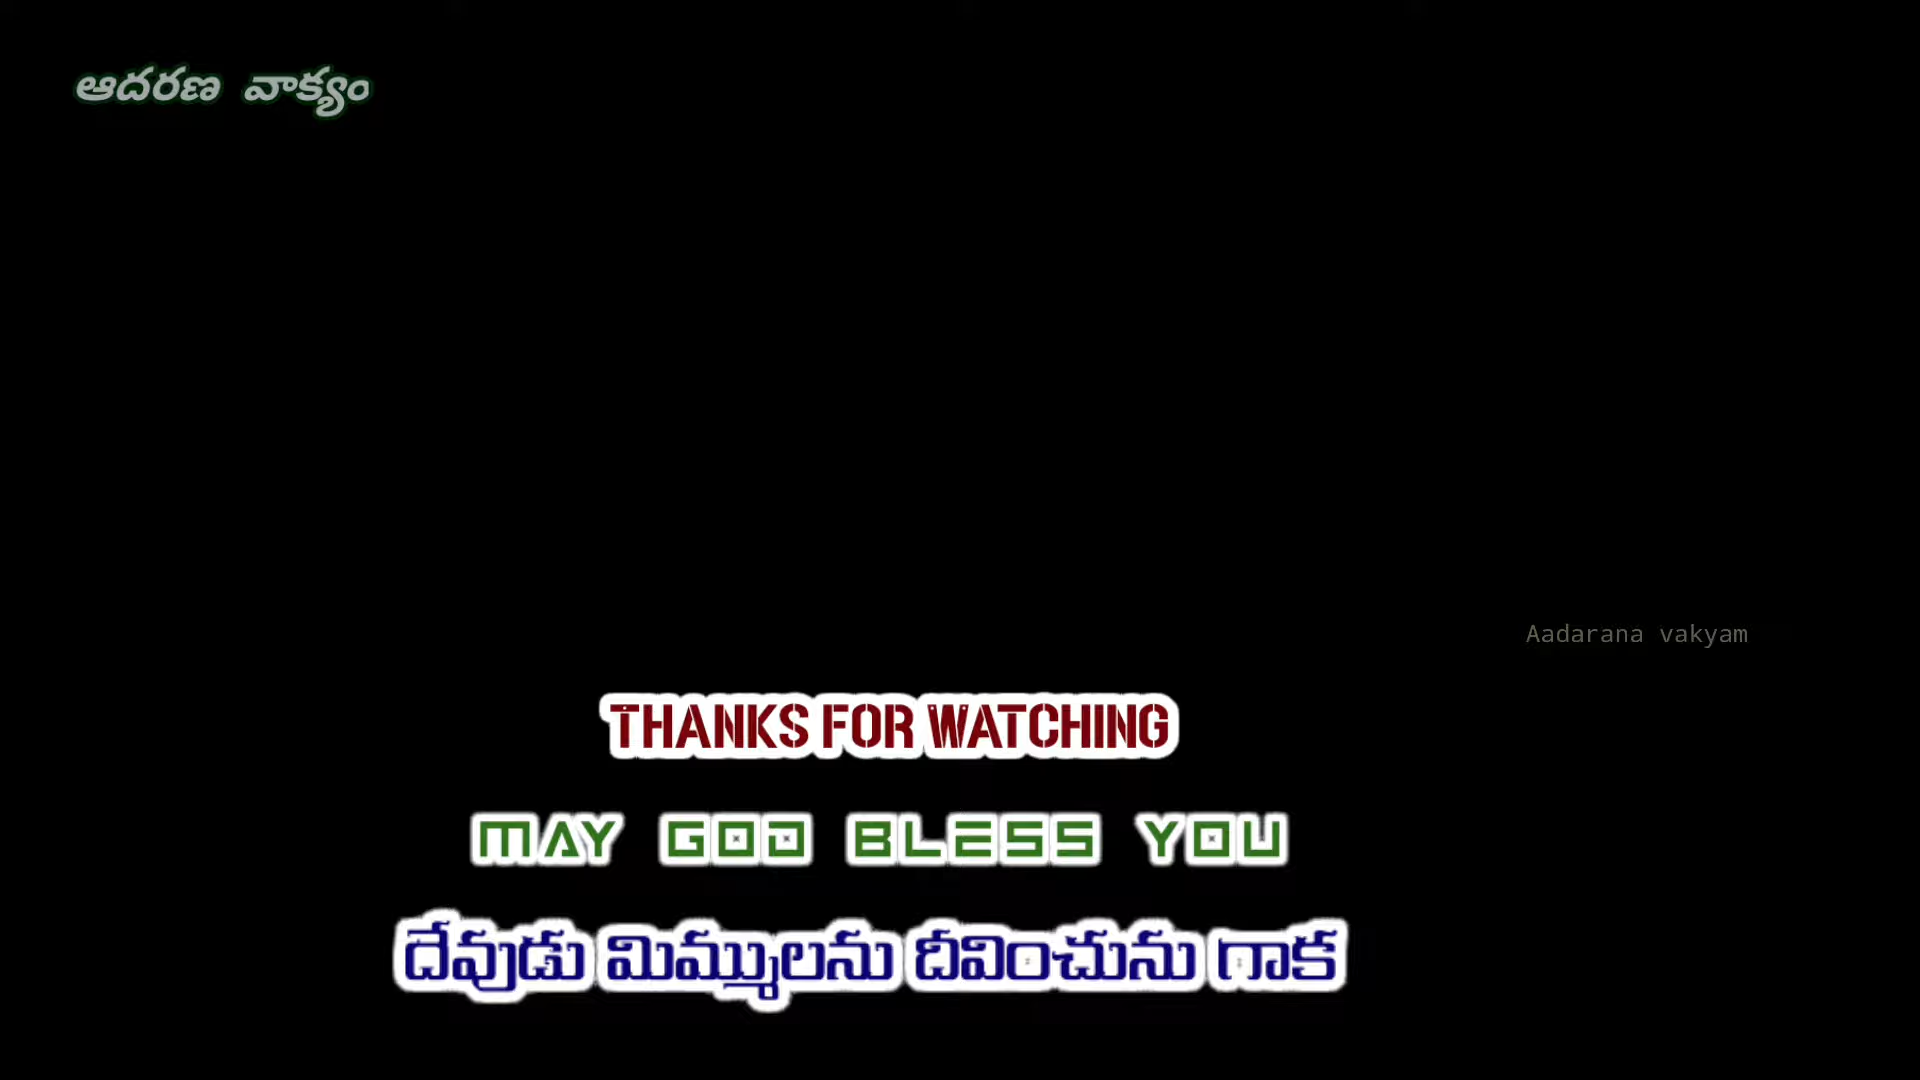 ఆదరణ వాక్యం
Aadarana vakyam
THANKS FOR WATCHING
MAY GOD BLESS YOU
దేవుడు మిమ్ములను దీవించును గాక